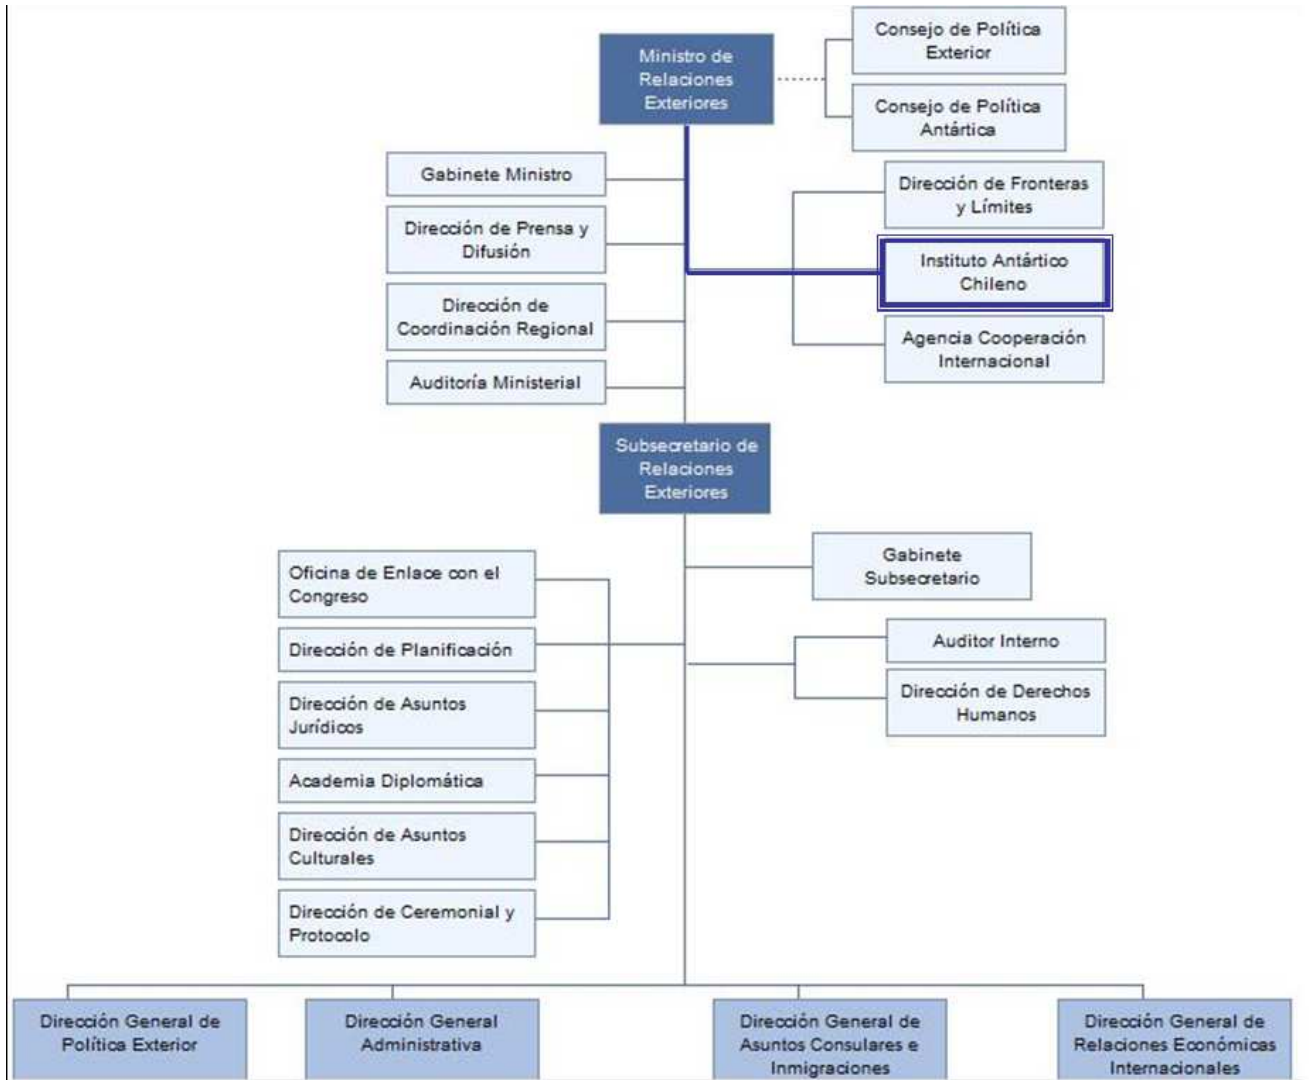 Ministro de
Relaciones
Exteriores
Consejo de Política
Exterior
Consejo de Política
Antártica
Gabinete Ministro
Dirección de Prensa y
Difusión
Dirección de
Coordinación Regional
Auditoría Ministerial
Dirección de Fronteras
y Límites
Instituto Antártico
Chileno
Agencia Cooperación
Internacional
Subsecretario de
Relaciones
Exteriores
Oficina de Enlace con el
Congreso
Dirección de Planificación
Dirección de Asuntos
Jurídicos
Academia Diplomática
Dirección de Asuntos
Culturales
Dirección de Ceremonial y
Protocolo
Gabinete
Subsecretario
Auditor Interno
Dirección de Derechos
Humanos
Dirección General de
Política Exterior
Dirección General
Administrativa
Dirección General de
Asuntos Consulares e
Inmigraciones
Dirección General de
Relaciones Económicas
Internacionales